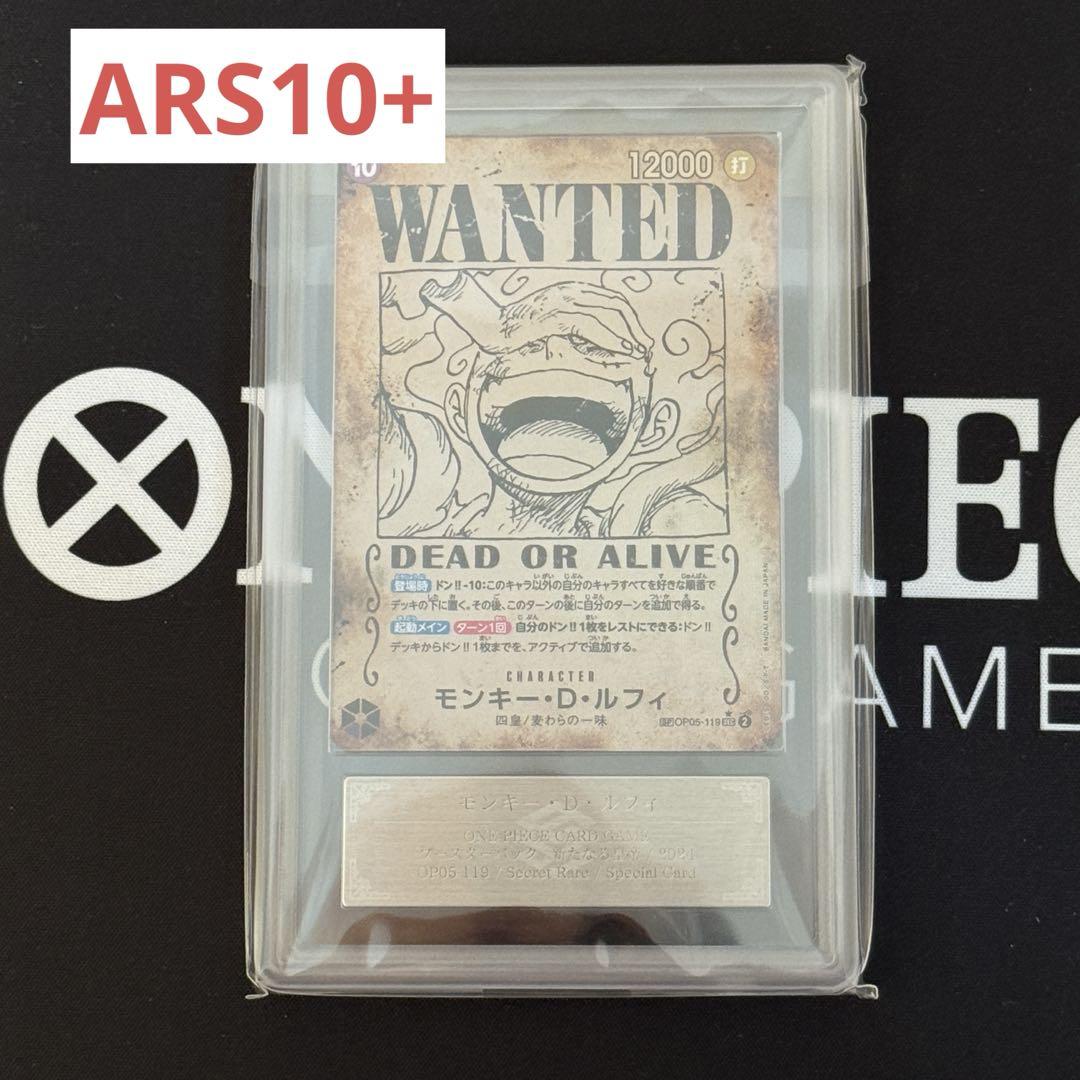 ARS10+
10
12000 打
WANTED
DEAD OR ALIVE
登場時 ドン!!-10:このキャラ以外の自分のキャラすべてを好きな順番で
デッキの下に置く。その後、このターンの後に自分のターンを追加で得る。
起動メイン ターン1回 自分のドン!!1枚をレストにできる:ドン!!
デッキからドン!!1枚までを、アクティブで追加する。
CHARACTER
モンキー・D・ルフィ
四皇/麦わらの一味
SP OP05-119 SEC 2
BANDAI MADE IN JAPAN
モンキー・D・ルフィ
ONE PIECE CARD GAME
ブースターパック 新たなる皇帝 / 2024
OP05-119 / Secret Rare / Special Card
ON PIEC
GAME